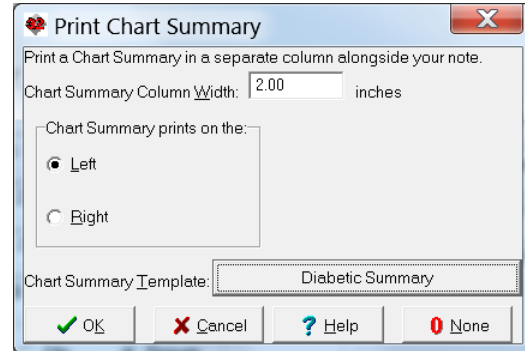 Print Chart Summary
Print a Chart Summary in a separate column alongside your note.
Chart Summary Column Width: 2.00 inches
Chart Summary prints on the:
Left
Right
Chart Summary Template: Diabetic Summary
OK Cancel ? Help 0 None